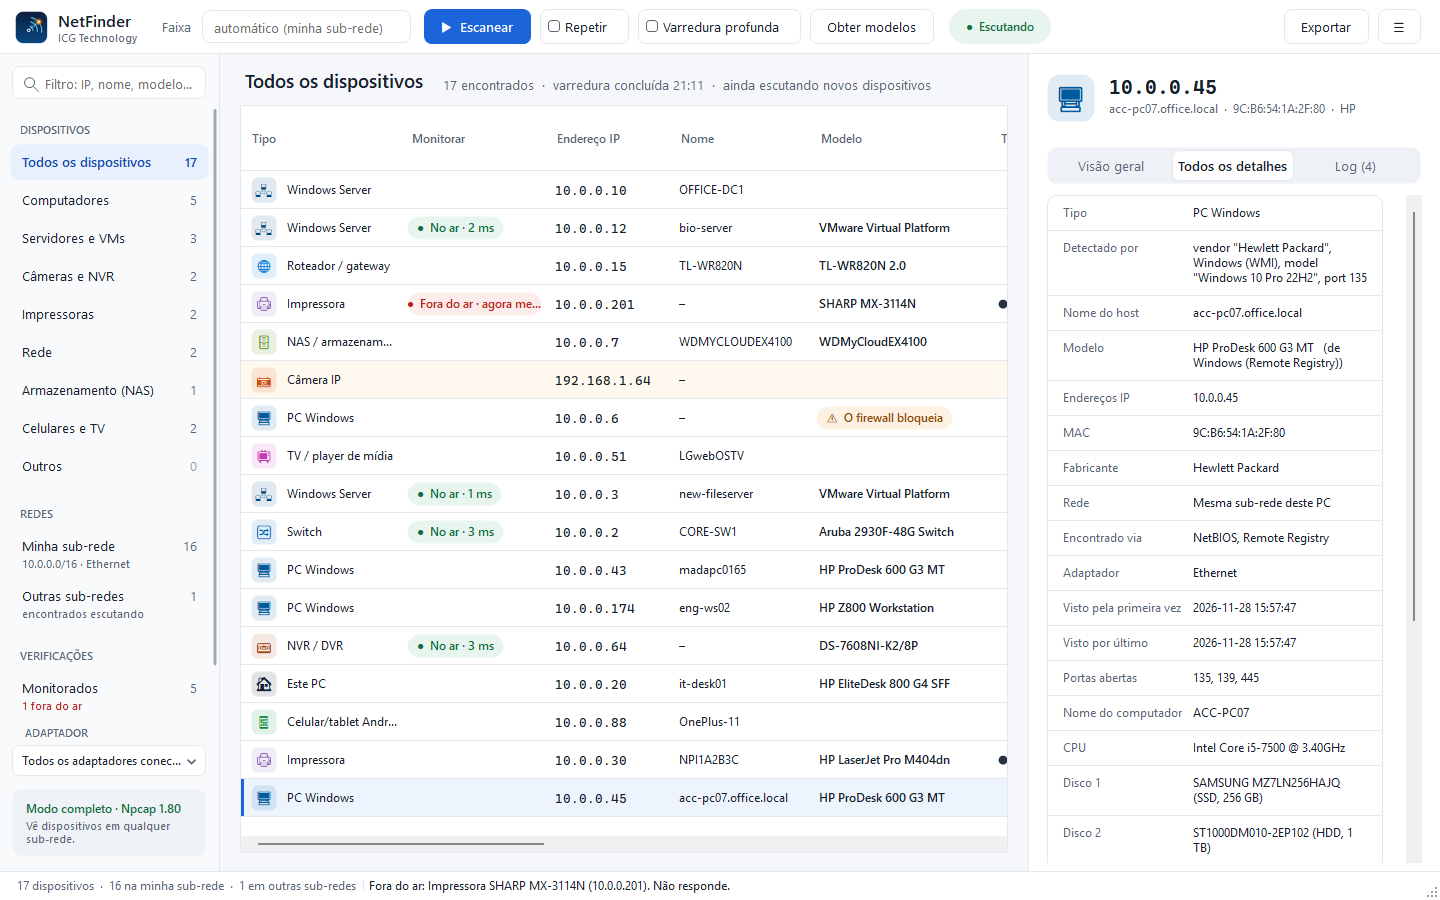 NetFinder
ICG Technology
Faixa
automático (minha sub-rede)
Escanear
Repetir
Varredura profunda
Obter modelos
Escutando
Exportar
Filtro: IP, nome, modelo...
DISPOSITIVOS
Todos os dispositivos 17
Computadores 5
Servidores e VMs 3
Câmeras e NVR 2
Impressoras 2
Rede 2
Armazenamento (NAS) 1
Celulares e TV 2
Outros 0
REDES
Minha sub-rede 16
10.0.0.0/16 · Ethernet
Outras sub-redes 1
encontrados escutando
VERIFICAÇÕES
Monitorados 5
1 fora do ar
ADAPTADOR
Todos os adaptadores conec...
Modo completo · Npcap 1.80
Vê dispositivos em qualquer
sub-rede.
Todos os dispositivos 17 encontrados · varredura concluída 21:11 · ainda escutando novos dispositivos
Tipo Monitorar Endereço IP Nome Modelo T
Windows Server 10.0.0.10 OFFICE-DC1
Windows Server No ar · 2 ms 10.0.0.12 bio-server VMware Virtual Platform
Roteador / gateway 10.0.0.15 TL-WR820N TL-WR820N 2.0
Impressora Fora do ar · agora me... 10.0.0.201 – SHARP MX-3114N
NAS / armazenam... 10.0.0.7 WDMYCLOUDEX4100 WDMyCloudEX4100
Câmera IP 192.168.1.64 –
PC Windows 10.0.0.6 – ⚠ O firewall bloqueia
TV / player de mídia 10.0.0.51 LGwebOSTV
Windows Server No ar · 1 ms 10.0.0.3 new-fileserver VMware Virtual Platform
Switch No ar · 3 ms 10.0.0.2 CORE-SW1 Aruba 2930F-48G Switch
PC Windows 10.0.0.43 madapc0165 HP ProDesk 600 G3 MT
PC Windows 10.0.0.174 eng-ws02 HP Z800 Workstation
NVR / DVR No ar · 3 ms 10.0.0.64 – DS-7608NI-K2/8P
Este PC 10.0.0.20 it-desk01 HP EliteDesk 800 G4 SFF
Celular/tablet Andr... 10.0.0.88 OnePlus-11
Impressora 10.0.0.30 NPI1A2B3C HP LaserJet Pro M404dn
PC Windows 10.0.0.45 acc-pc07.office.local HP ProDesk 600 G3 MT
10.0.0.45
acc-pc07.office.local · 9C:B6:54:1A:2F:80 · HP
Visão geral Todos os detalhes Log (4)
Tipo PC Windows
Detectado por vendor "Hewlett Packard",
Windows (WMI), model
"Windows 10 Pro 22H2", port 135
Nome do host acc-pc07.office.local
Modelo HP ProDesk 600 G3 MT (de
Windows (Remote Registry))
Endereços IP 10.0.0.45
MAC 9C:B6:54:1A:2F:80
Fabricante Hewlett Packard
Rede Mesma sub-rede deste PC
Encontrado via NetBIOS, Remote Registry
Adaptador Ethernet
Visto pela primeira vez 2026-11-28 15:57:47
Visto por último 2026-11-28 15:57:47
Portas abertas 135, 139, 445
Nome do computador ACC-PC07
CPU Intel Core i5-7500 @ 3.40GHz
Disco 1 SAMSUNG MZ7LN256HAJQ
(SSD, 256 GB)
Disco 2 ST1000DM010-2EP102 (HDD, 1
TB)
17 dispositivos · 16 na minha sub-rede · 1 em outras sub-redes Fora do ar: Impressora SHARP MX-3114N (10.0.0.201). Não responde.